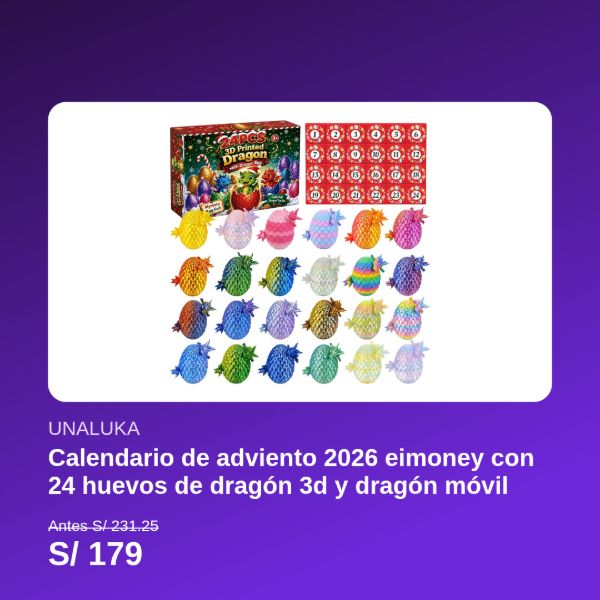 24PCS
3D Printed
Dragon
1 2 3 4 5 6
7 8 9 10 11 12
13 14 15 16 17 18
19 20 21 22 23 24
UNALUKA
Calendario de adviento 2026 eimoney con
24 huevos de dragón 3d y dragón móvil
Antes S/ 231.25
S/ 179